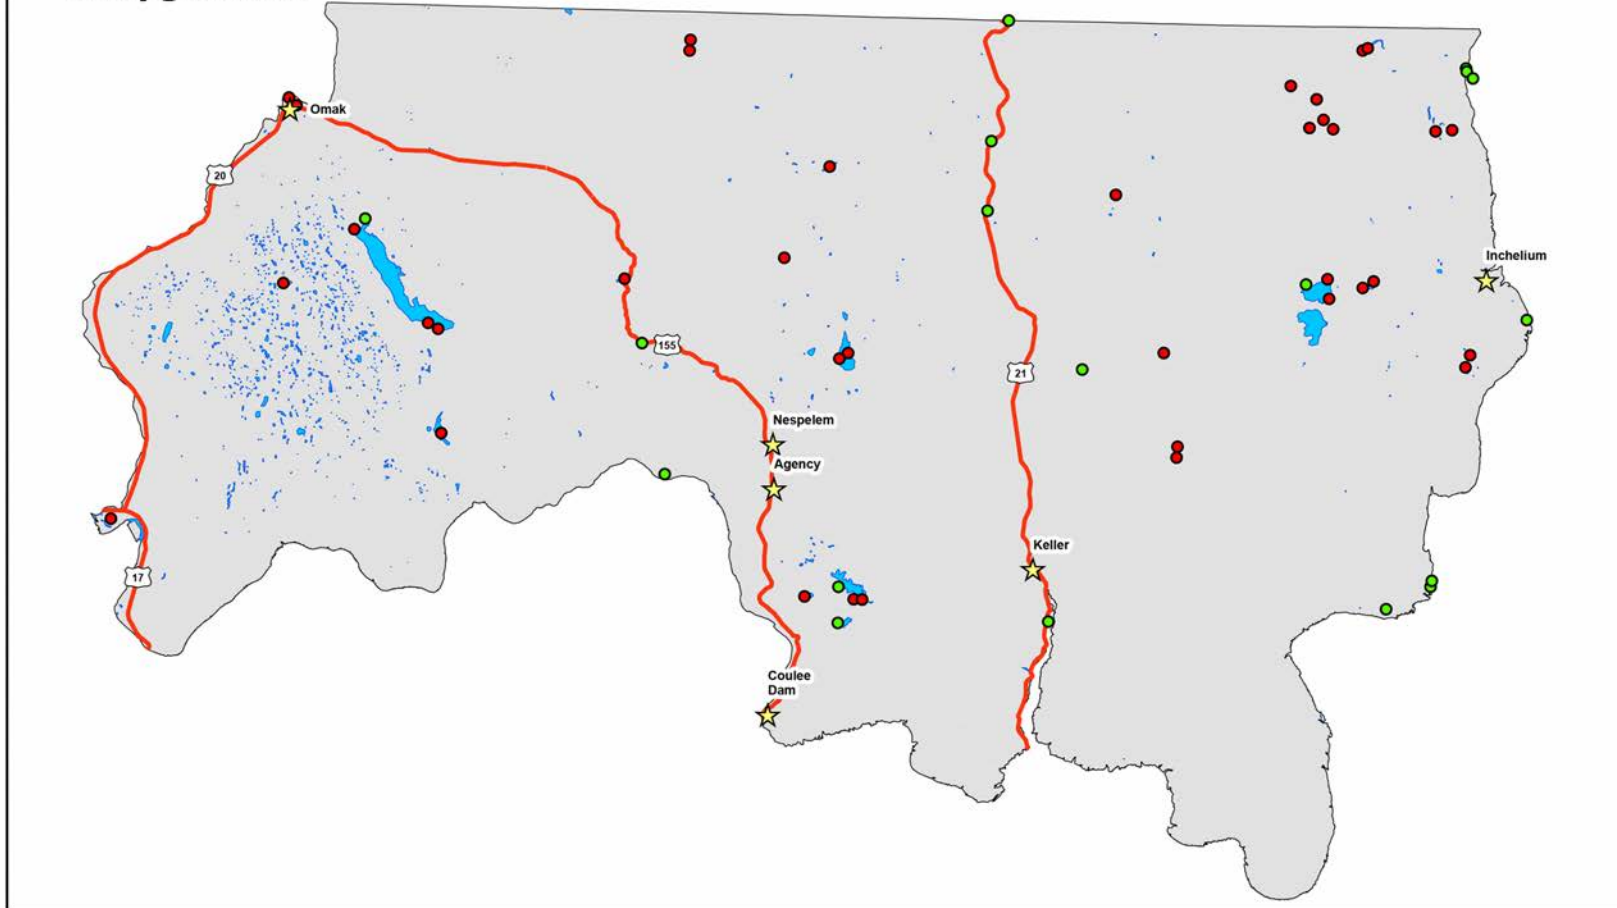 Omak
20
Inchelium
155
21
Nespelem
Agency
Keller
17
Coulee
Dam